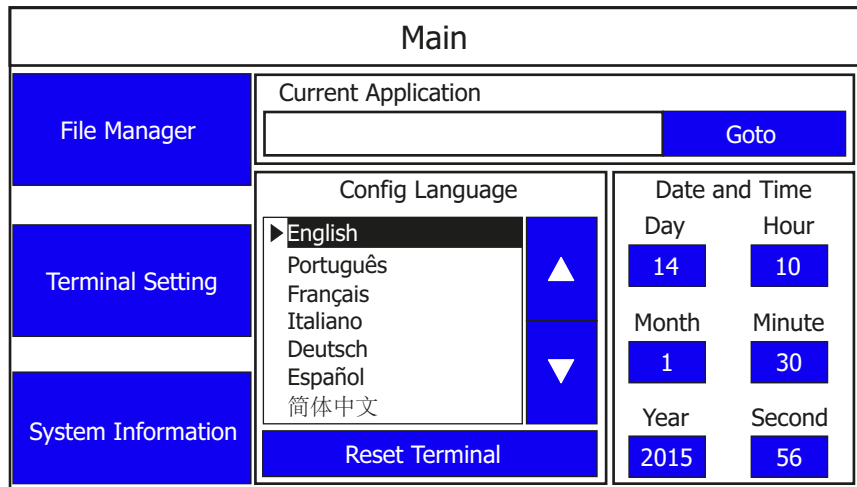 Main
File Manager
Terminal Setting
System Information
Current Application
Goto
Config Language
English
Português
Français
Italiano
Deutsch
Español
简体中文
Reset Terminal
Date and Time
Day Hour
14 10
Month Minute
1 30
Year Second
2015 56